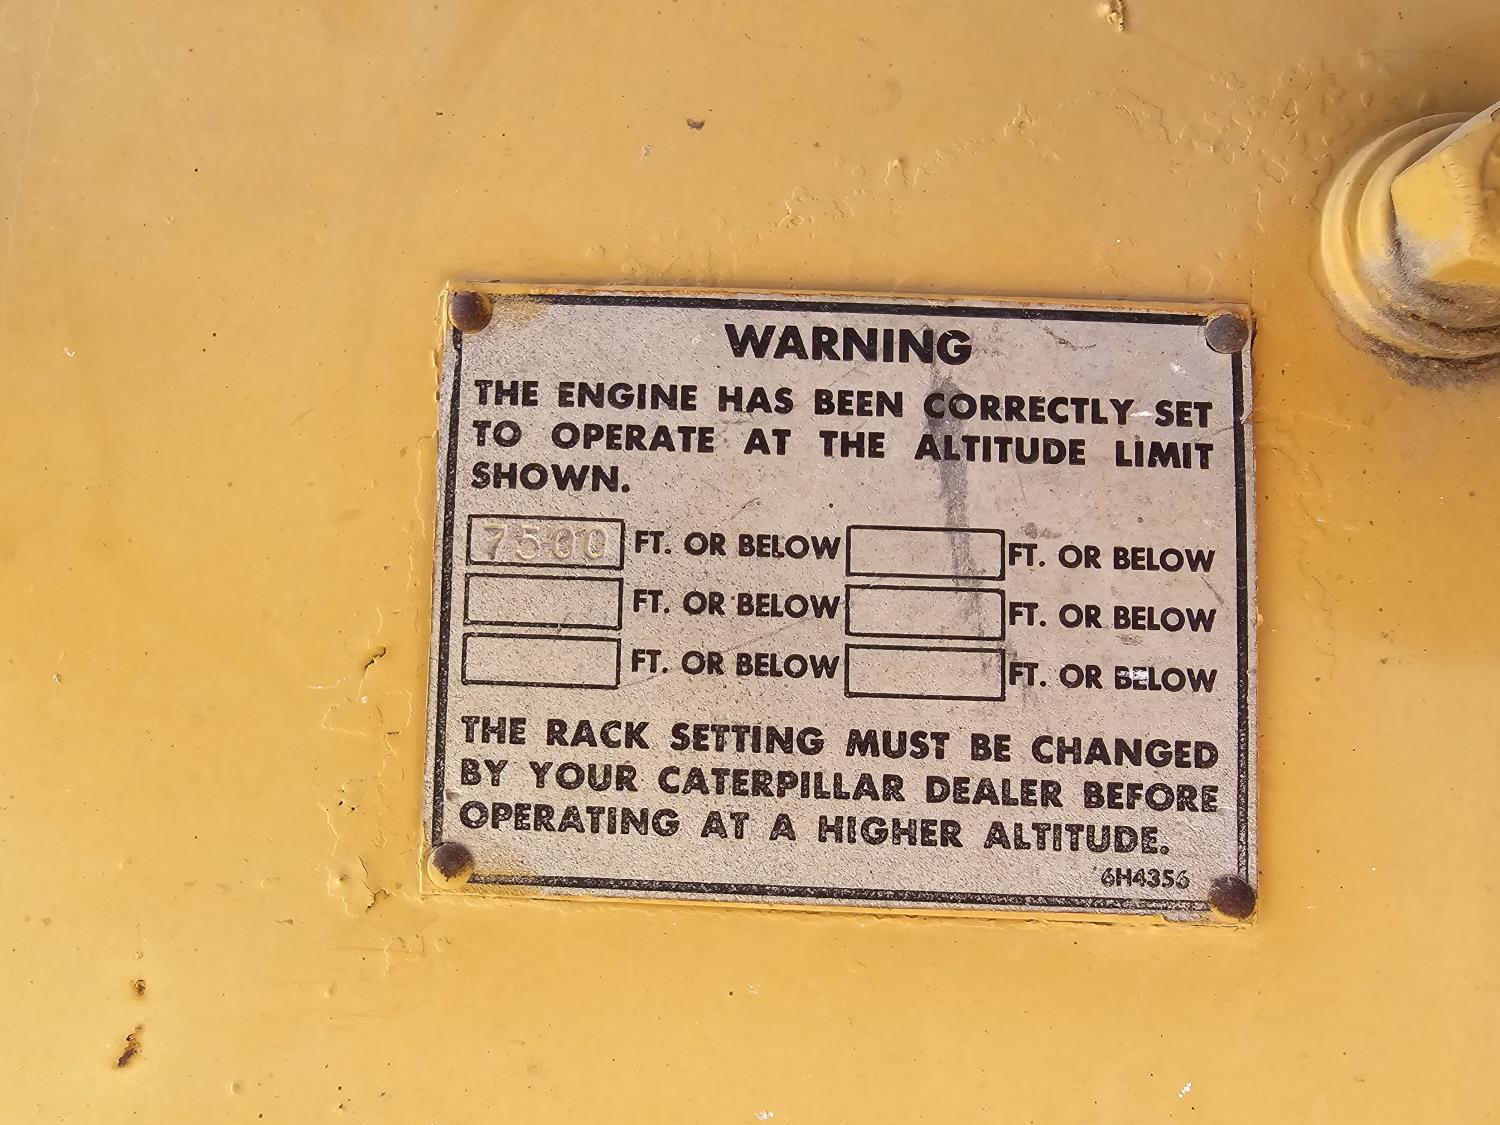 WARNING
THE ENGINE HAS BEEN CORRECTLY SET
TO OPERATE AT THE ALTITUDE LIMIT
SHOWN.
7500 FT. OR BELOW FT. OR BELOW
FT. OR BELOW FT. OR BELOW
FT. OR BELOW FT. OR BELOW
THE RACK SETTING MUST BE CHANGED
BY YOUR CATERPILLAR DEALER BEFORE
OPERATING AT A HIGHER ALTITUDE.
6H4356